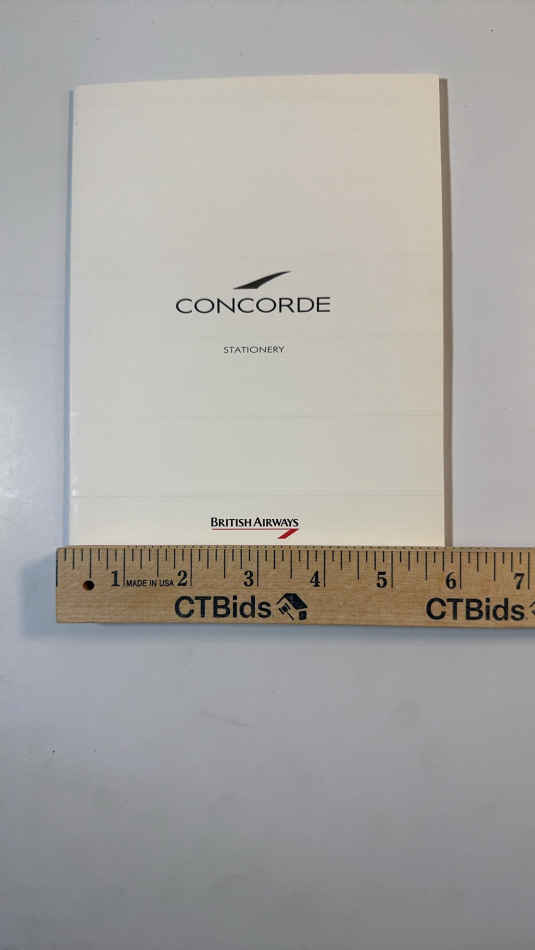 CONCORDE
STATIONERY
BRITISH AIRWAYS
1 MADE IN USA 2 3 4 5 6 7
CTBids CTBids